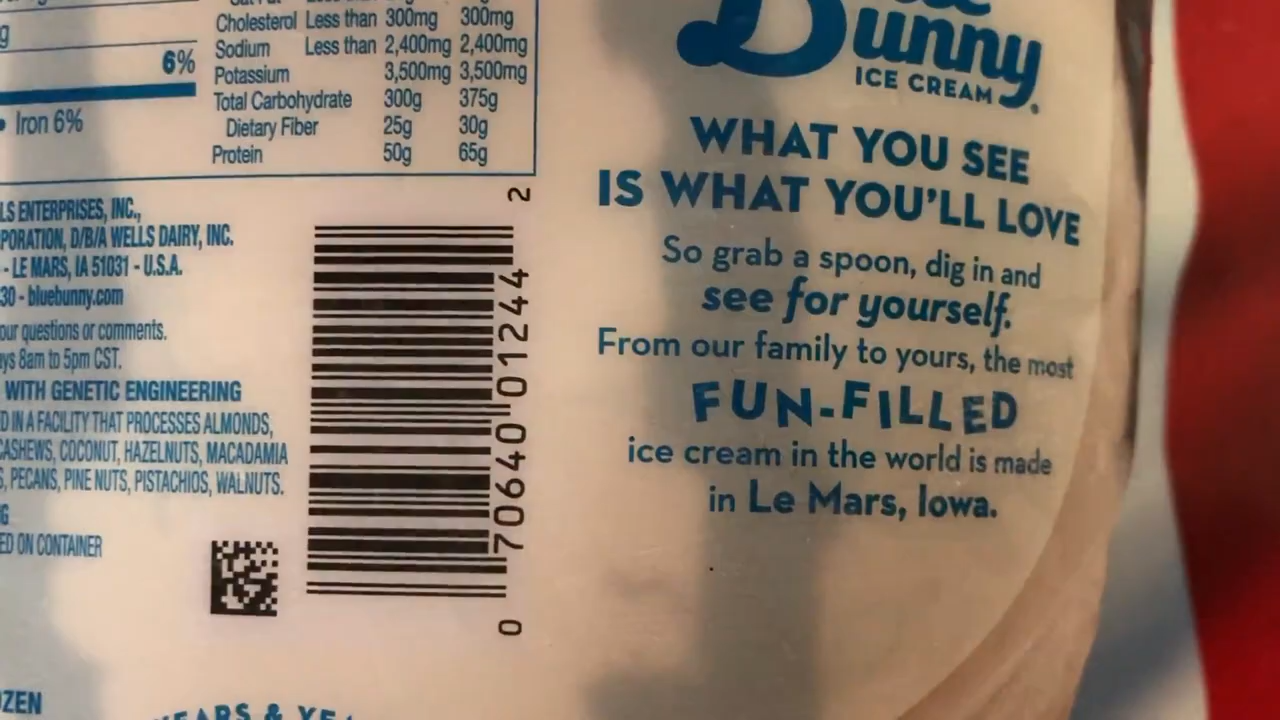 Cholesterol Less than 300mg 300mg
Sodium Less than 2,400mg 2,400mg
Potassium 3,500mg 3,500mg
Total Carbohydrate 300g 375g
Dietary Fiber 25g 30g
Protein 50g 65g
g
6%
• Iron 6%
LS ENTERPRISES, INC.,
PORATION, D/B/A WELLS DAIRY, INC.
- LE MARS, IA 51031 - U.S.A.
30 - bluebunny.com
our questions or comments.
ays 8am to 5pm CST.
WITH GENETIC ENGINEERING
D IN A FACILITY THAT PROCESSES ALMONDS,
CASHEWS, COCONUT, HAZELNUTS, MACADAMIA
S, PECANS, PINE NUTS, PISTACHIOS, WALNUTS.
G
ED ON CONTAINER
OZEN
0 70640 01244 2
Bunny
ICE CREAM
WHAT YOU SEE
IS WHAT YOU'LL LOVE
So grab a spoon, dig in and
see for yourself.
From our family to yours, the most
FUN-FILLED
ice cream in the world is made
in Le Mars, Iowa.